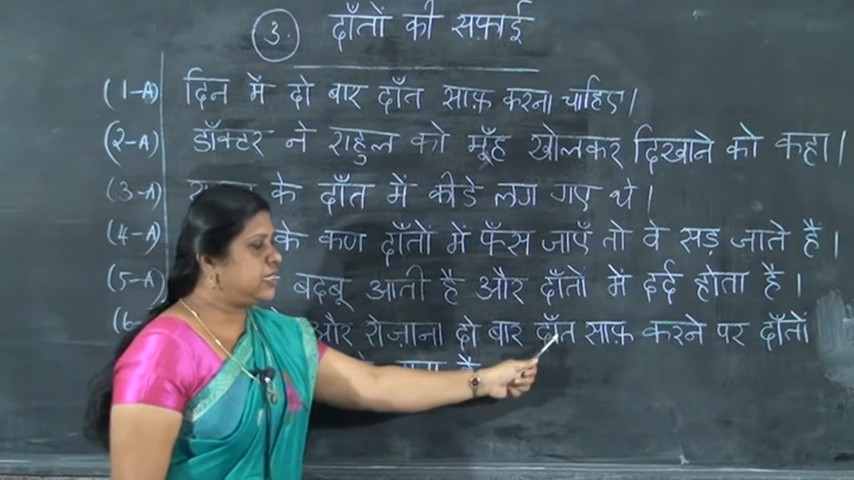 3. दाँतों की सफाई
(1-A) दिन में दो बार दाँत साफ़ करना चाहिए।
(2-A) डॉक्टर ने राहुल को मूँह खोलकर दिखाने को कहा।
(3-A) के दाँत में कीडे लग गए थे।
(4-A) के कण दाँतों में फँस जाएँ तो वे सड़ जाते हैं।
(5-A) बदबू आती है और दाँतों में दर्द होता है।
(6- और रोज़ाना दो बार दाँत साफ़ करने पर दाँतों